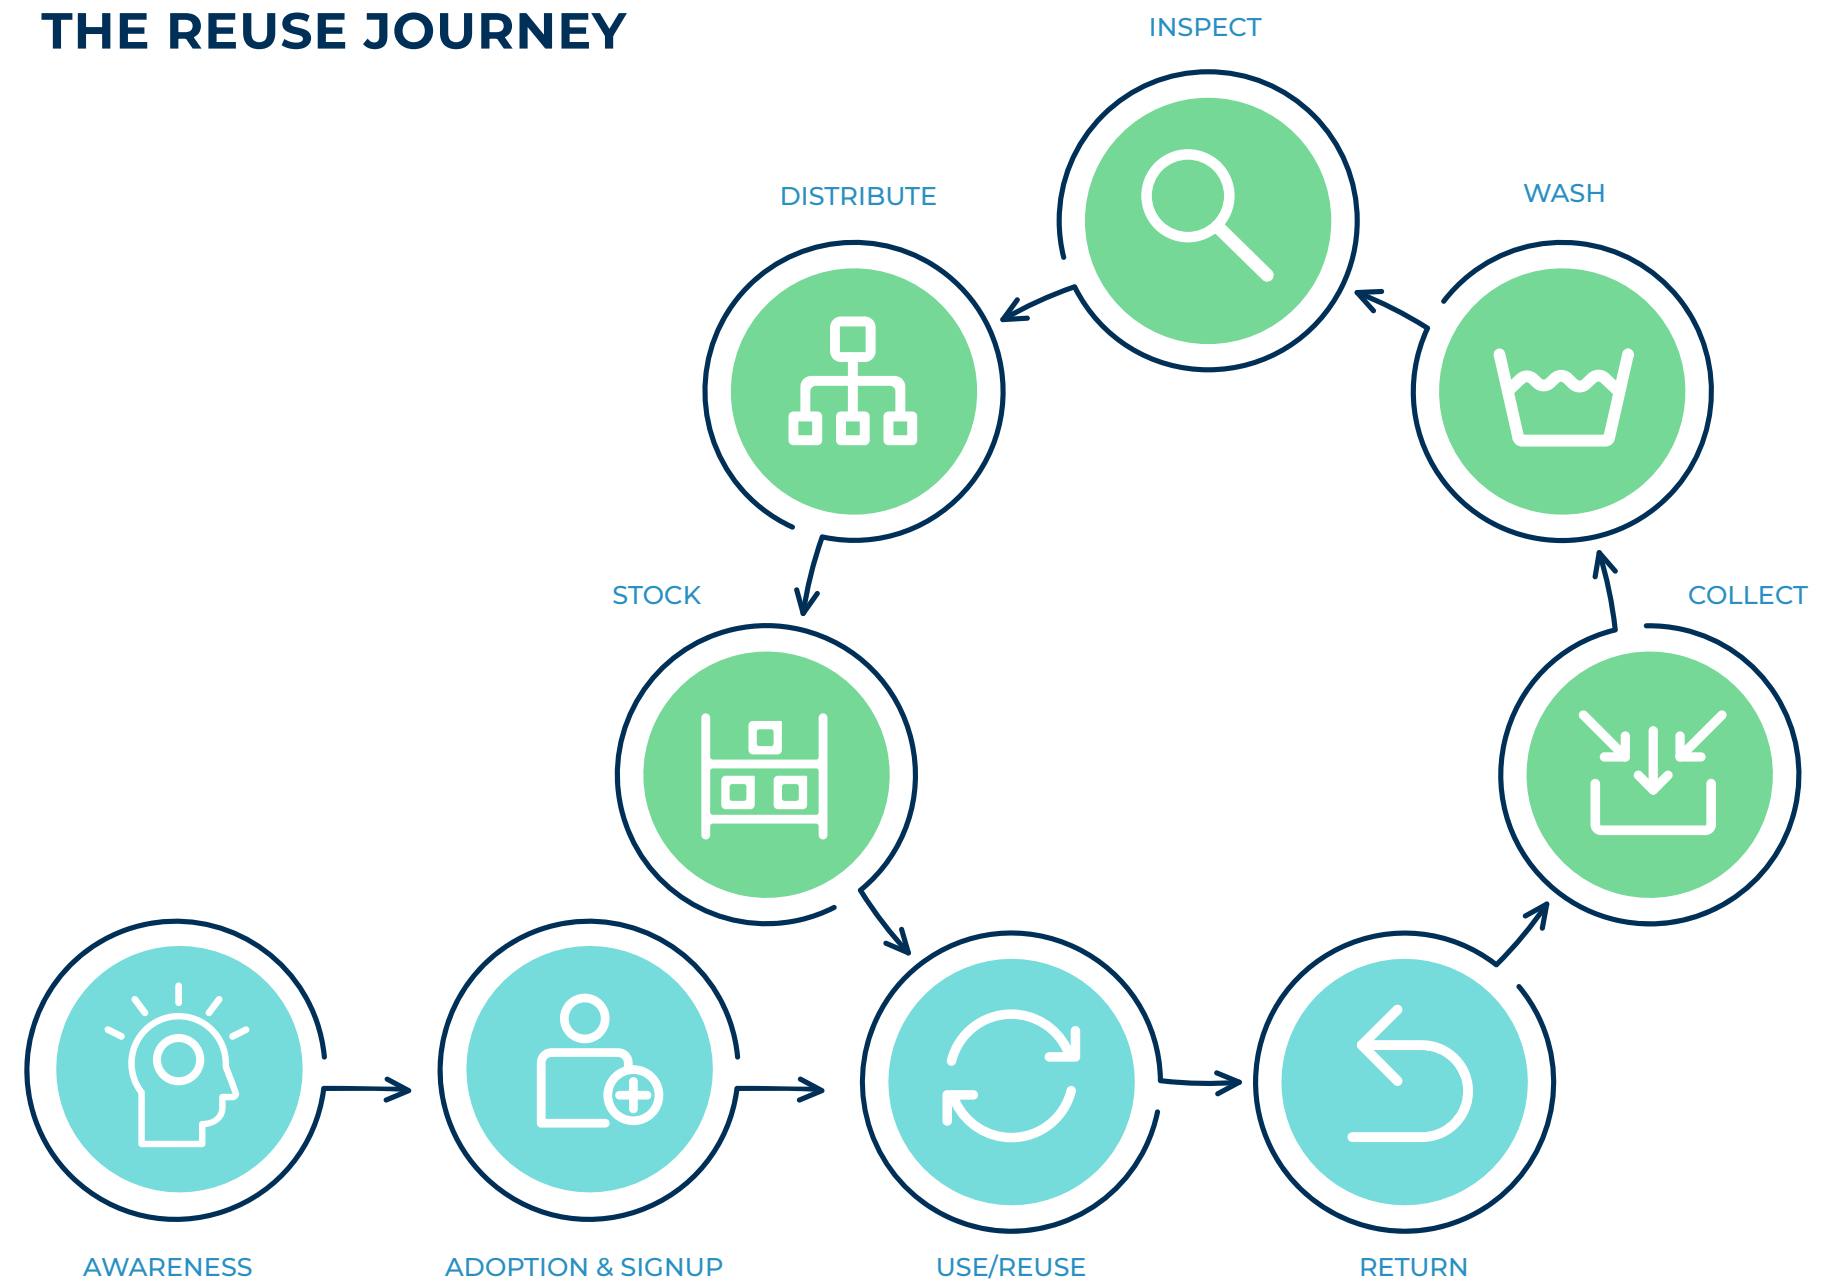 THE REUSE JOURNEY
INSPECT
DISTRIBUTE
WASH
STOCK
COLLECT
AWARENESS
ADOPTION & SIGNUP
USE/REUSE
RETURN